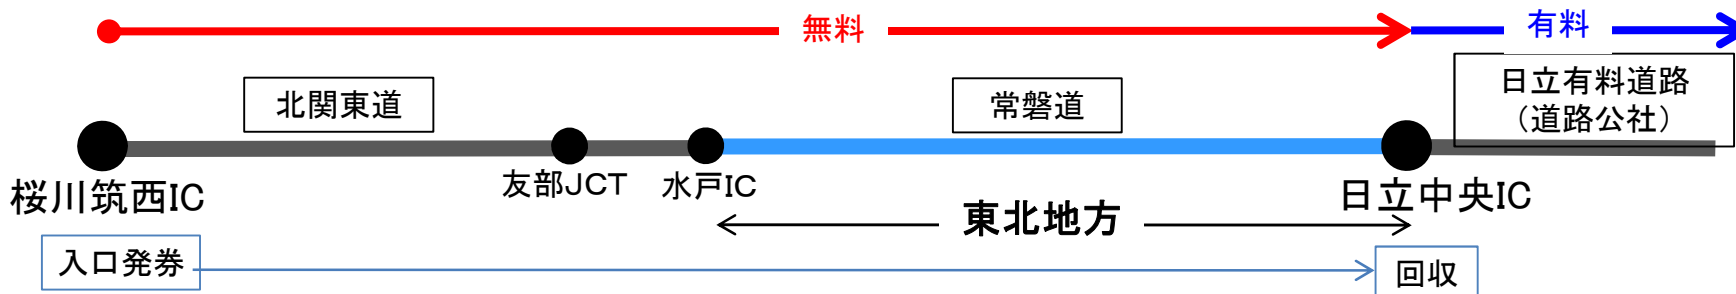 無料
有料
北関東道
常磐道
日立有料道路
（道路公社）
桜川筑西IC
友部JCT
水戸IC
日立中央IC
東北地方
入口発券
回収